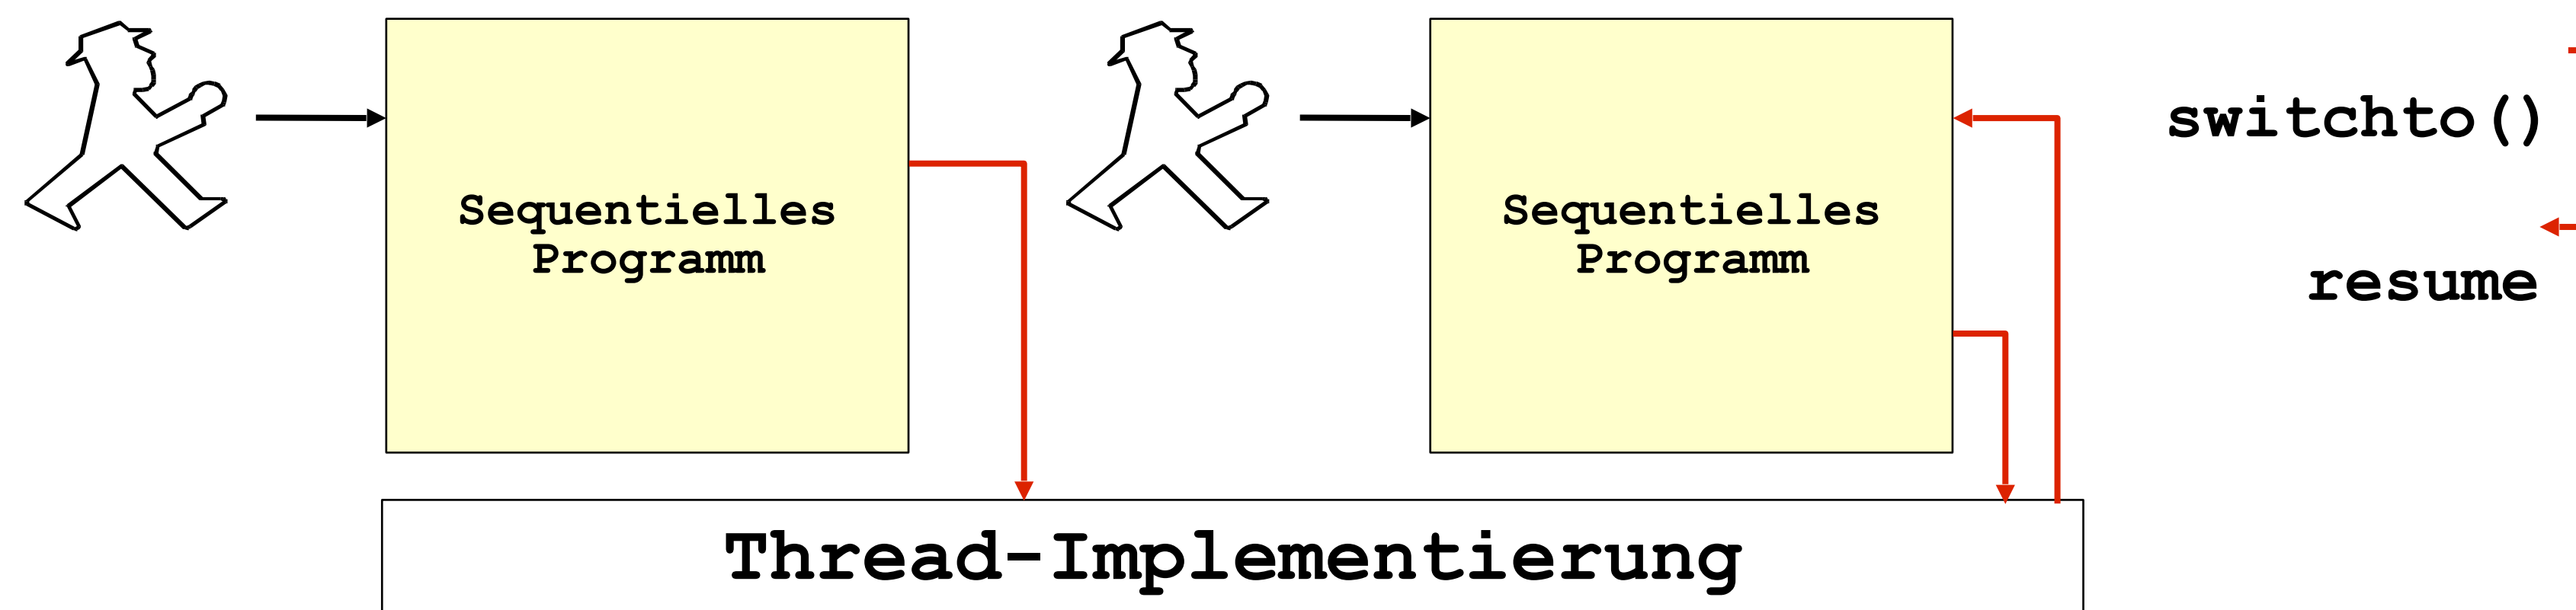 Sequentielles
Programm
Sequentielles
Programm
switchto()
resume
Thread-Implementierung